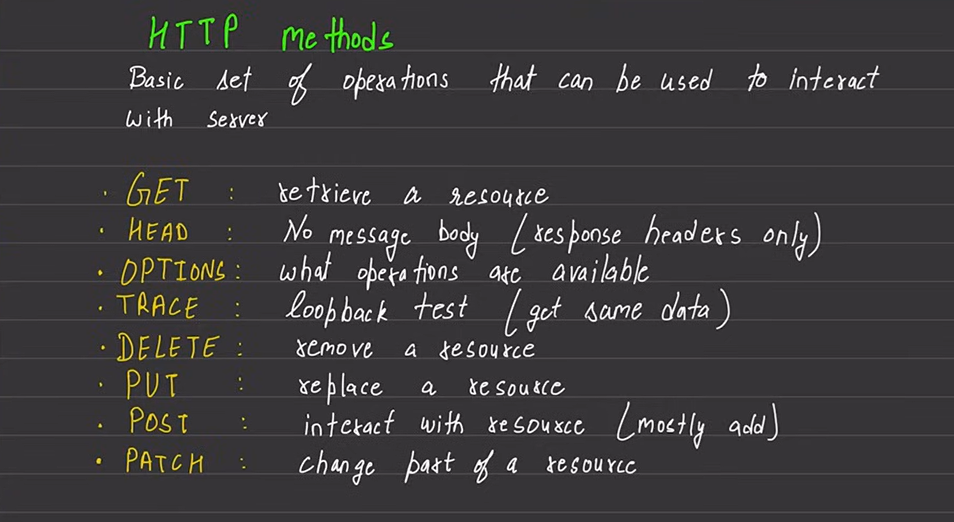 HTTP methods
Basic set of operations that can be used to interact
with server
· GET : retrieve a resource
· HEAD : No message body (response headers only)
· OPTIONS : what operations are available
· TRACE : loopback test (get same data)
· DELETE : remove a resource
· PUT : replace a resource
· POST : interact with resource (mostly add)
· PATCH : change part of a resource